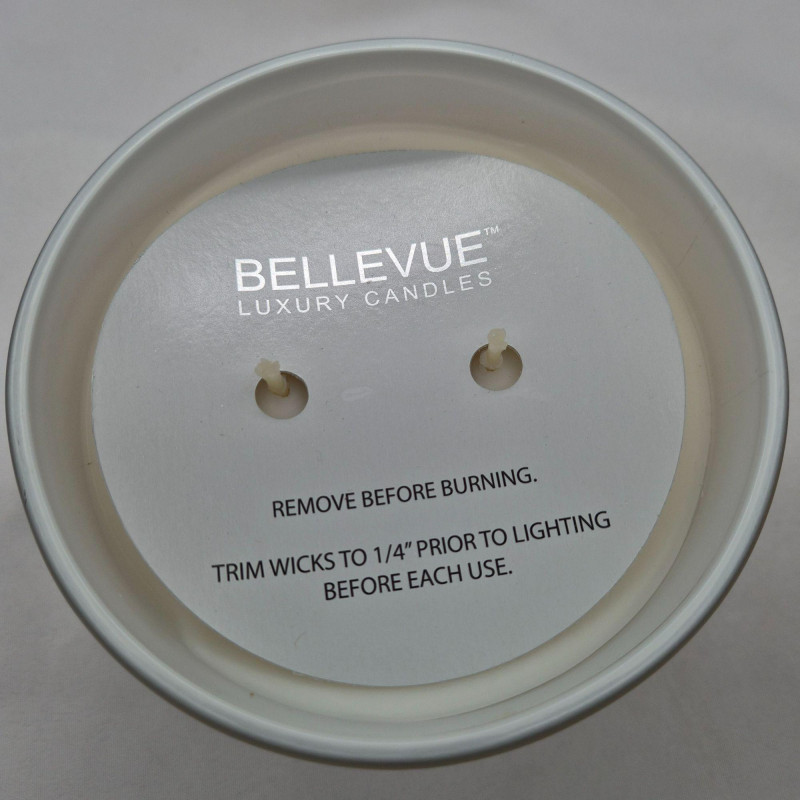 BELLEVUE™
LUXURY CANDLES
REMOVE BEFORE BURNING.
TRIM WICKS TO 1/4" PRIOR TO LIGHTING
BEFORE EACH USE.